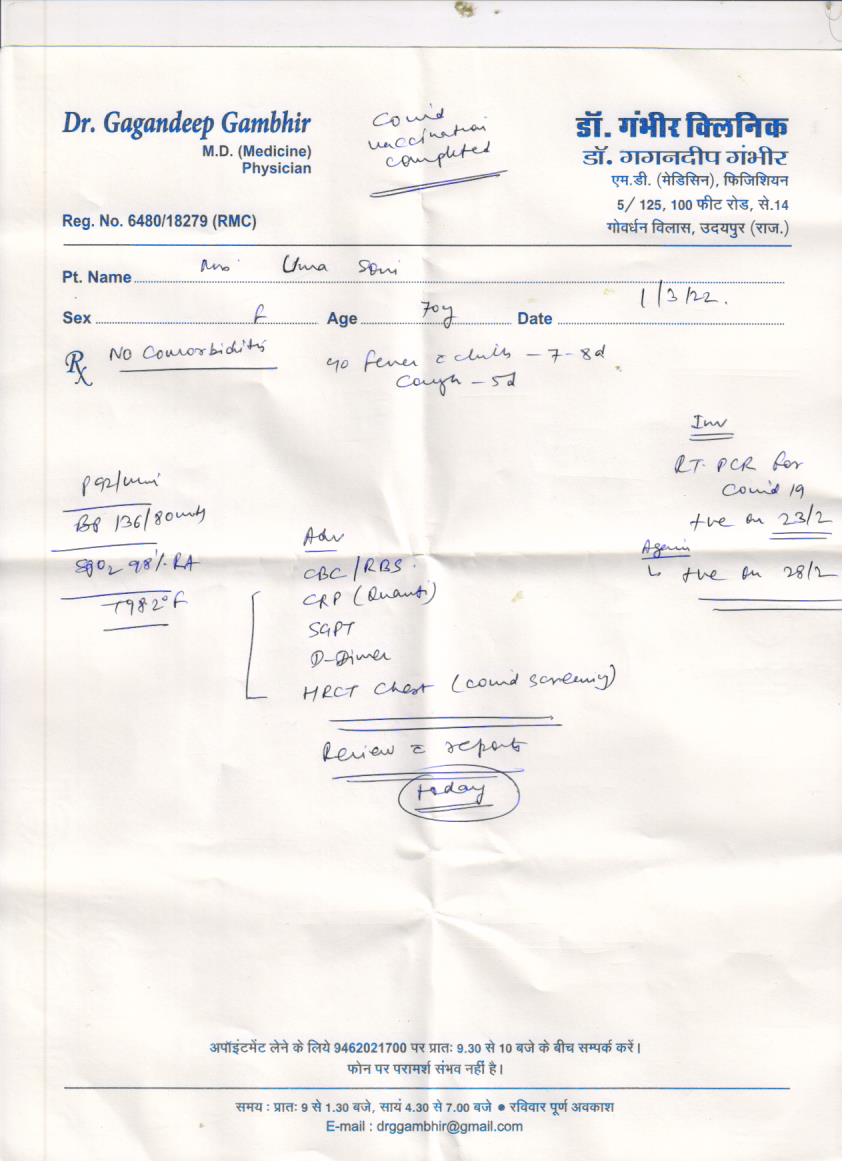 Dr. Gagandeep Gambhir
M.D. (Medicine)
Physician
Reg. No. 6480/18279 (RMC)
Covid
vaccination
completed
डॉ. गंभीर क्लिनिक
डॉ. गगनदीप गंभीर
एम.डी. (मेडिसिन), फिजिशियन
5/ 125, 100 फीट रोड, से.14
गोवर्धन विलास, उदयपुर (राज.)
Pt. Name Mrs Uma Soni
Sex F Age 70y Date 1/3/22.
Rx No Comorbidities
c/o Fever c chills - 7-8d
Cough - 5d
P 92/min
BP 136/80
SpO2 98% RA
T 98.2°F
Adv
CBC/RBS.
CRP (Quanti)
SGPT
D-Dimer
HRCT Chest (covid screening)
Review c reports
today
Inv
RT. PCR for
Covid 19
+ve on 23/2
Again
↳ +ve on 28/2
अपॉइंटमेंट लेने के लिये 9462021700 पर प्रातः 9.30 से 10 बजे के बीच सम्पर्क करें।
फोन पर परामर्श संभव नहीं है।
समय : प्रातः 9 से 1.30 बजे, सायं 4.30 से 7.00 बजे ● रविवार पूर्ण अवकाश
E-mail : drggambhir@gmail.com